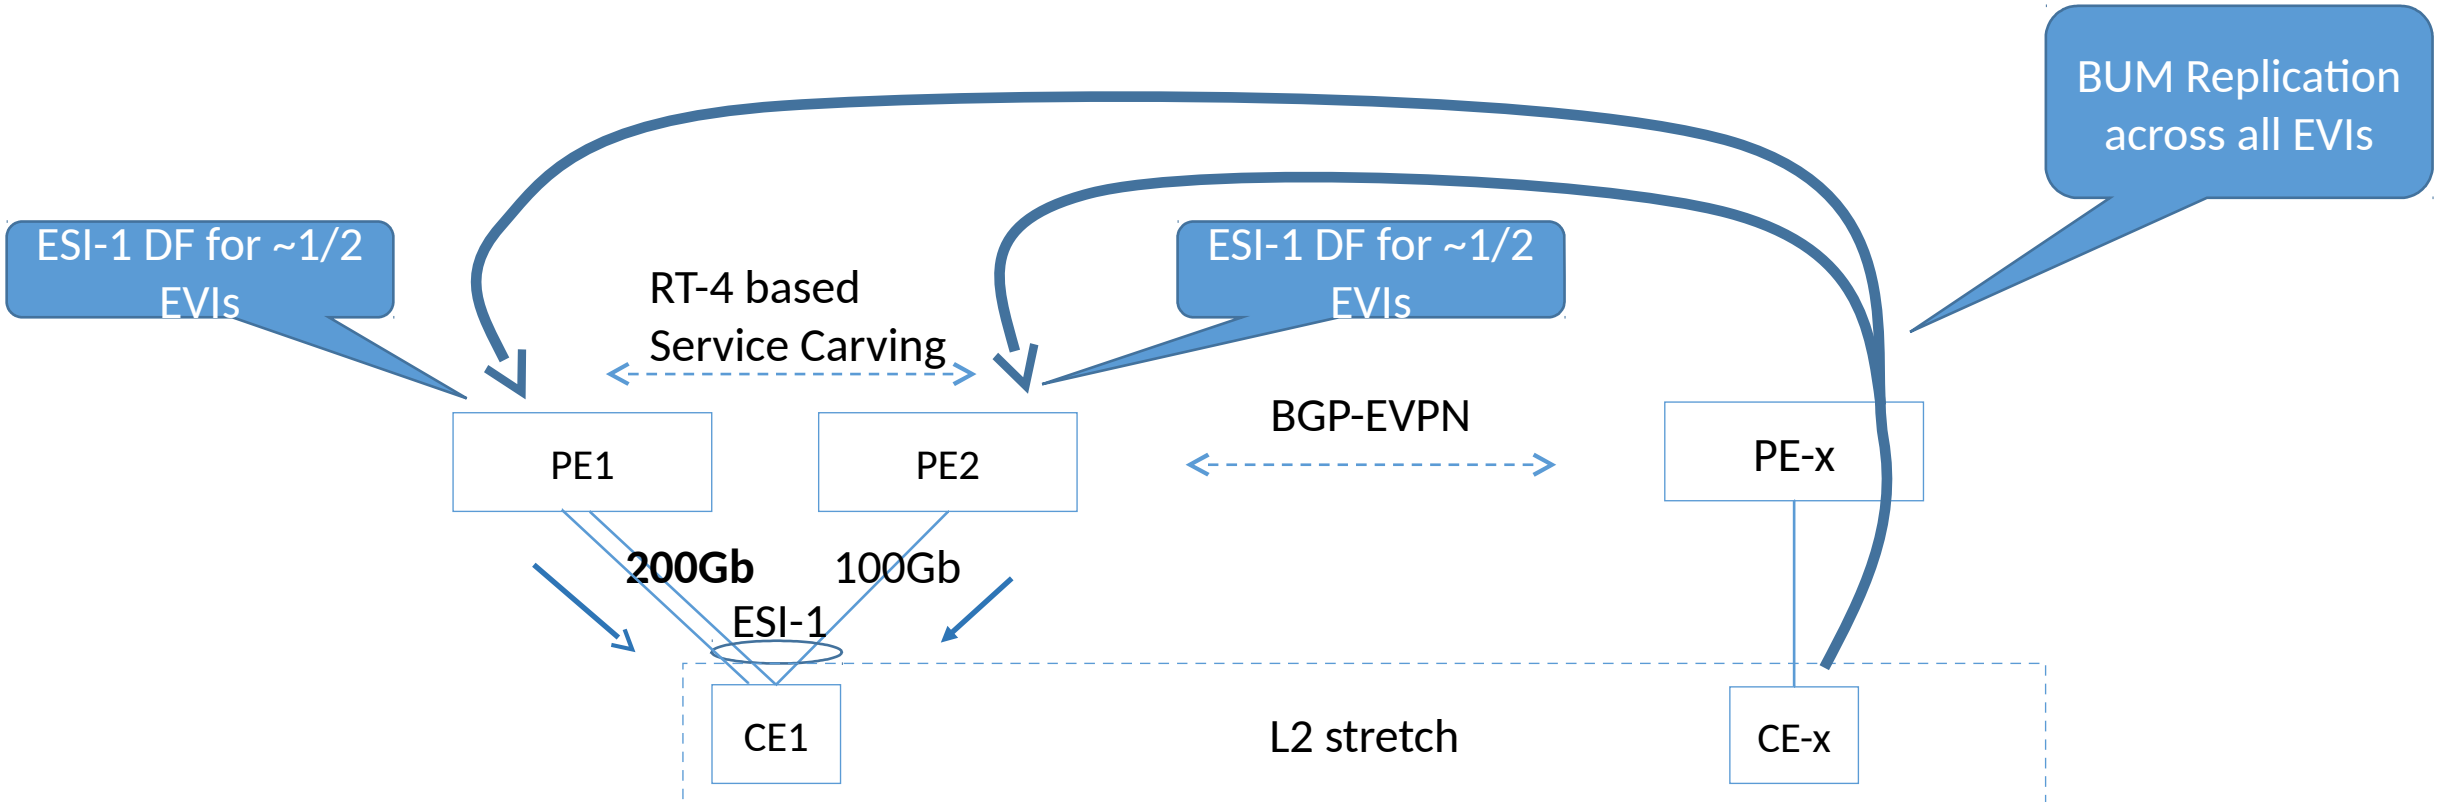 BUM Replication
across all EVIs
ESI-1 DF for ~1/2
EVIs
RT-4 based
Service Carving
ESI-1 DF for ~1/2
EVIs
BGP-EVPN
PE1
PE2
PE-x
200Gb
100Gb
ESI-1
CE1
L2 stretch
CE-x